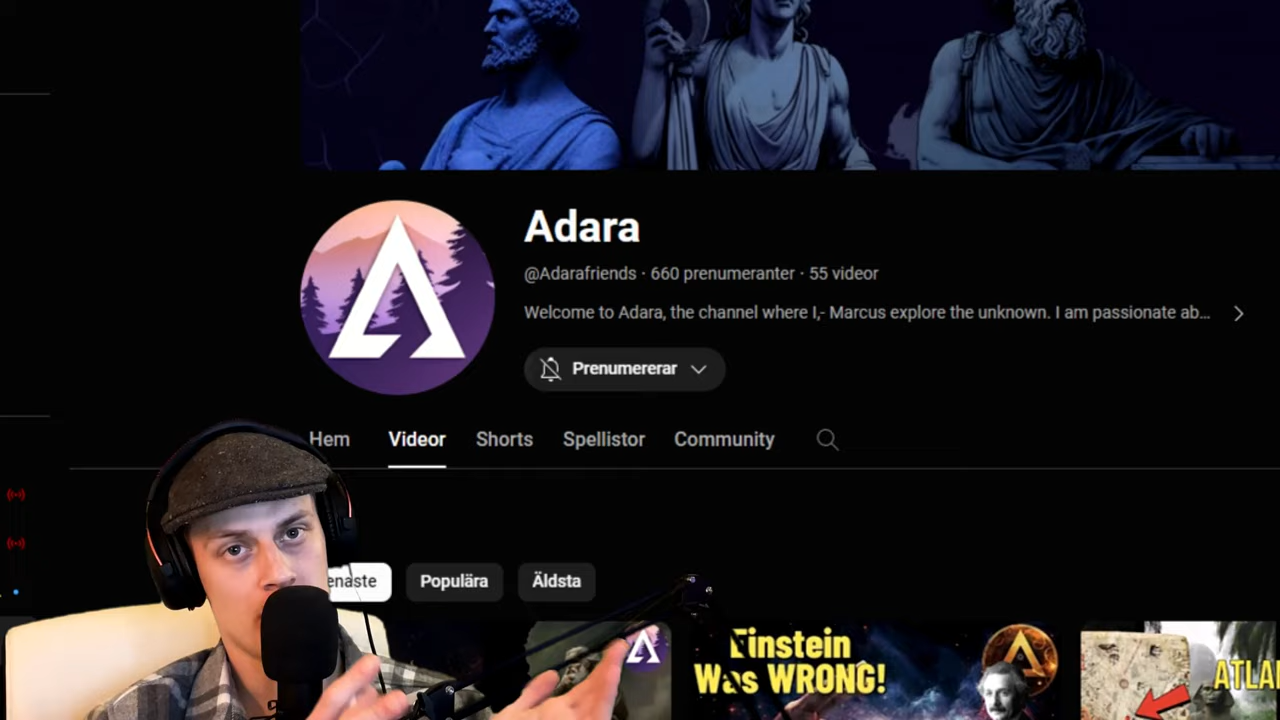 Adara
@Adarafriends · 660 prenumeranter · 55 videor
Welcome to Adara, the channel where I,- Marcus explore the unknown. I am passionate ab...
Prenumererar
Hem Videor Shorts Spellistor Community
enaste Populära Äldsta
Einstein
Was WRONG!
ATLA